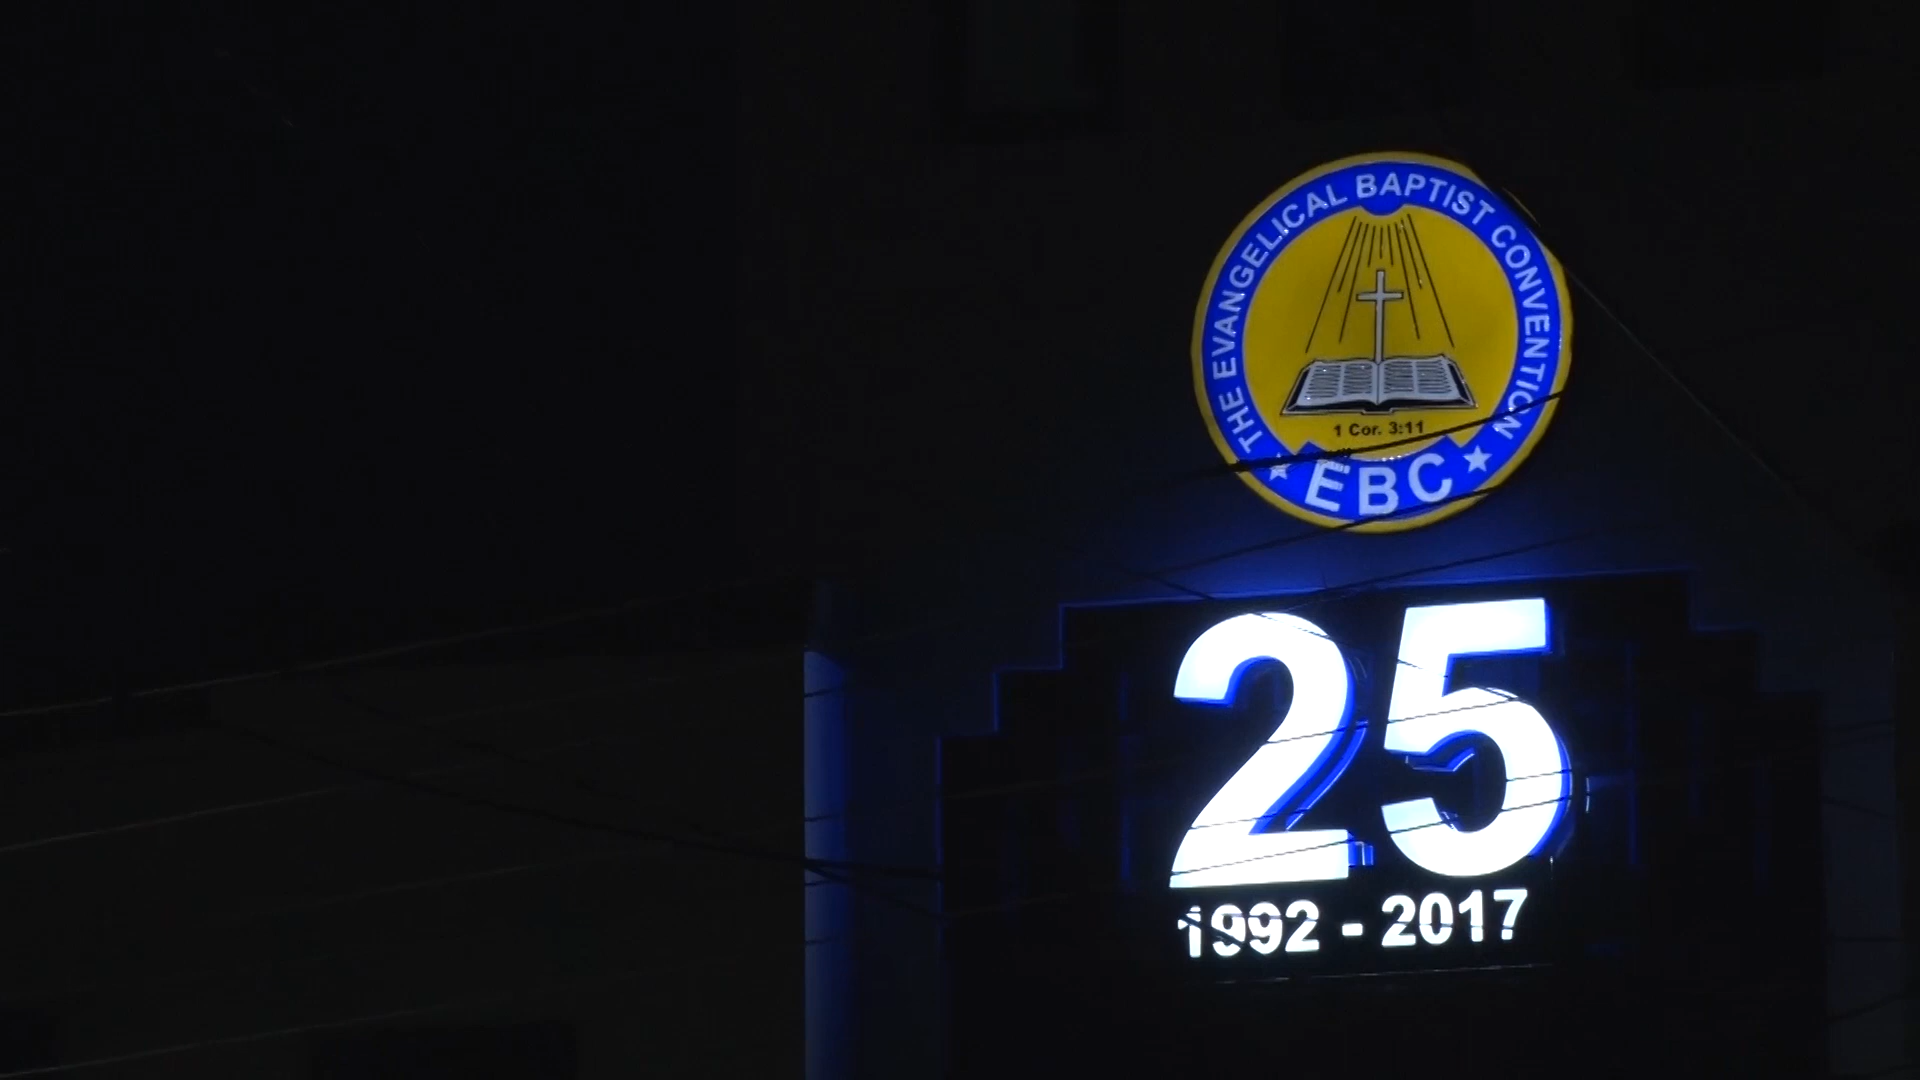 THE EVANGELICAL BAPTIST CONVENTION
1 Cor. 3:11
EBC
25
1992 - 2017